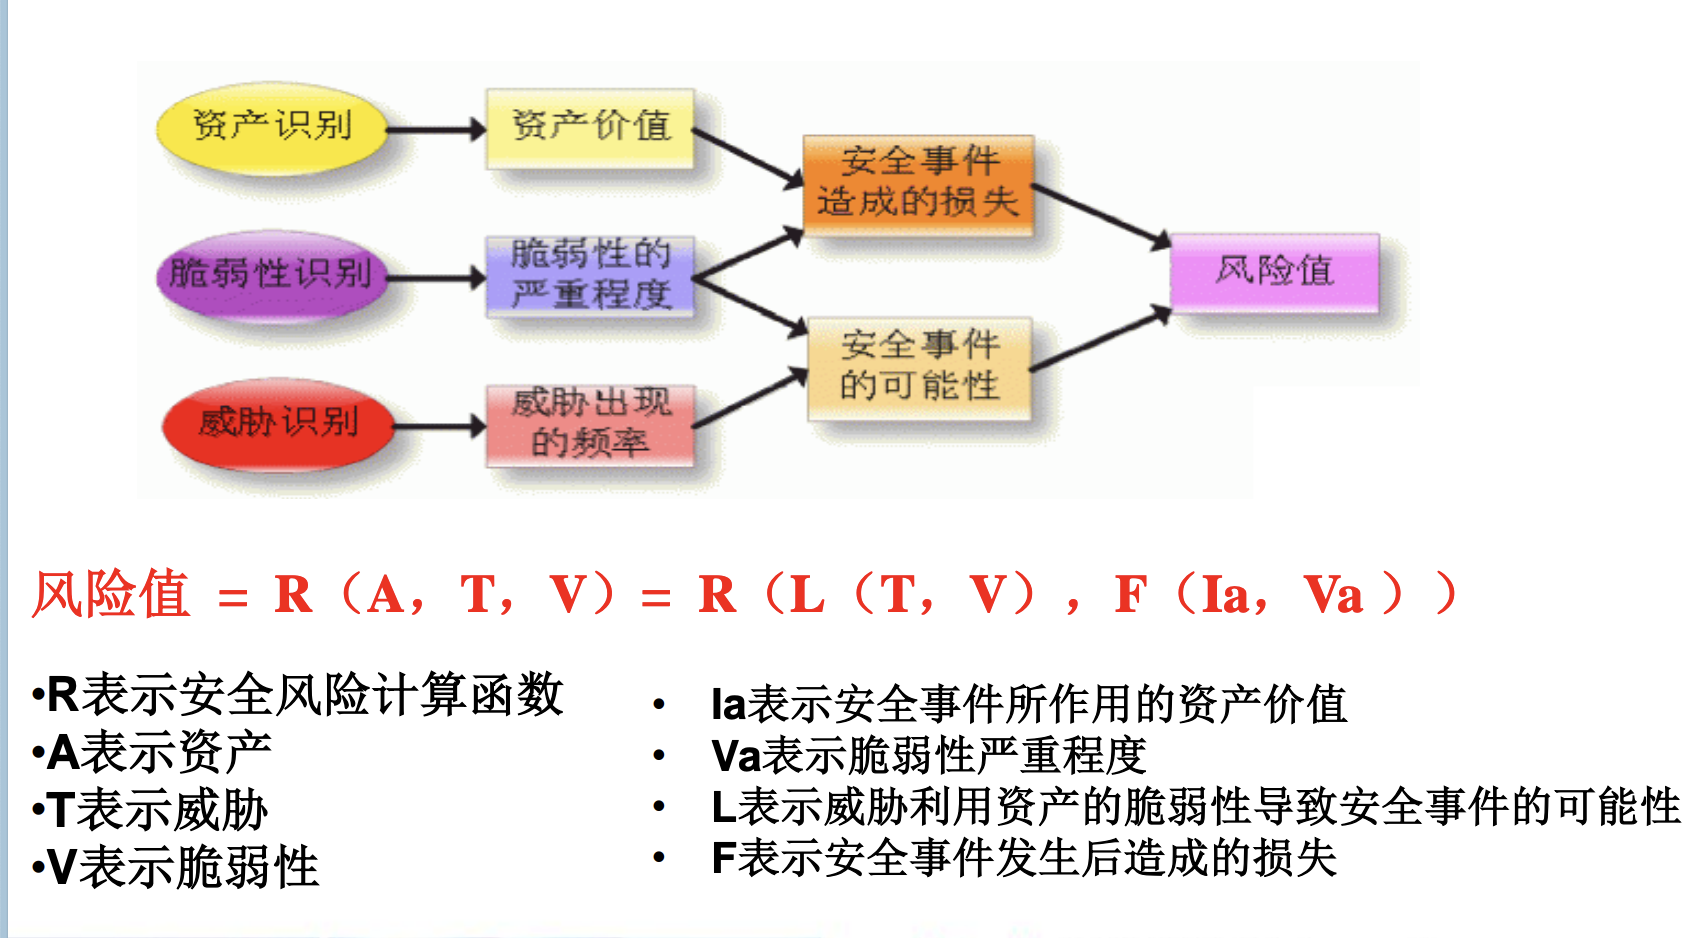 资产识别
资产价值
安全事件
造成的损失
脆弱性识别
脆弱性的
严重程度
风险值
安全事件
的可能性
威胁识别
威胁出现
的频率
风险值 = R（A，T，V）= R（L（T，V），F（Ia，Va ））
•R表示安全风险计算函数
•A表示资产
•T表示威胁
•V表示脆弱性
• Ia表示安全事件所作用的资产价值
• Va表示脆弱性严重程度
• L表示威胁利用资产的脆弱性导致安全事件的可能性
• F表示安全事件发生后造成的损失